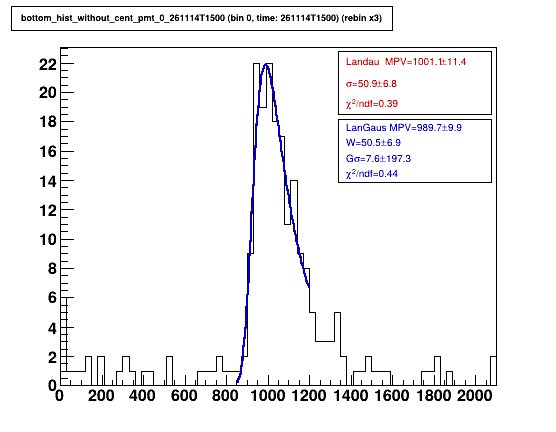 bottom_hist_without_cent_pmt_0_261114T1500 (bin 0, time: 261114T1500) (rebin x3)
Landau MPV=1001.1±11.4
σ=50.9±6.8
χ²/ndf=0.39
LanGaus MPV=989.7±9.9
W=50.5±6.9
Gσ=7.6±197.3
χ²/ndf=0.44
22
20
18
16
14
12
10
8
6
4
2
0
0 200 400 600 800 1000 1200 1400 1600 1800 2000